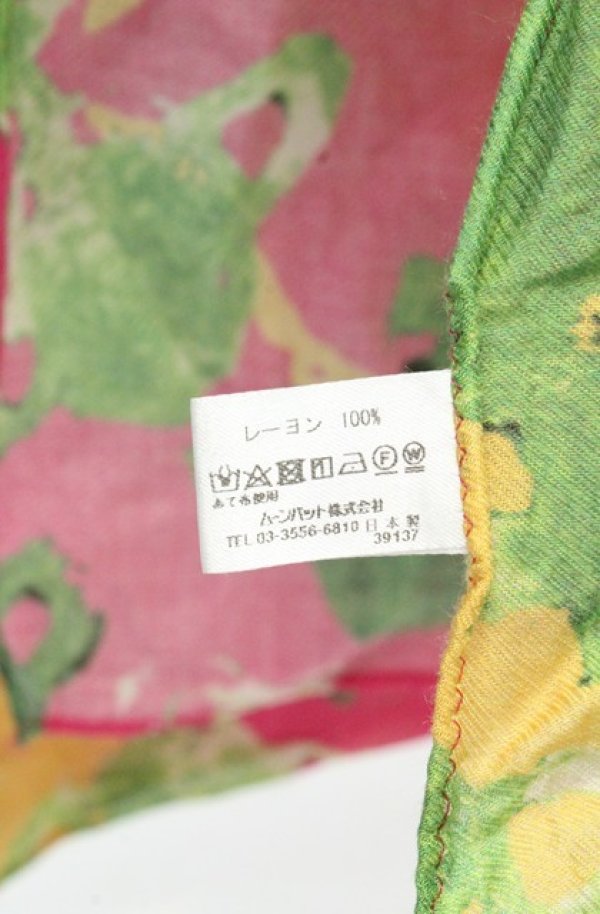 レーヨン 100%
F W
あて布使用
ムーンバット株式会社
TEL 03-3556-6810 日本製
39137